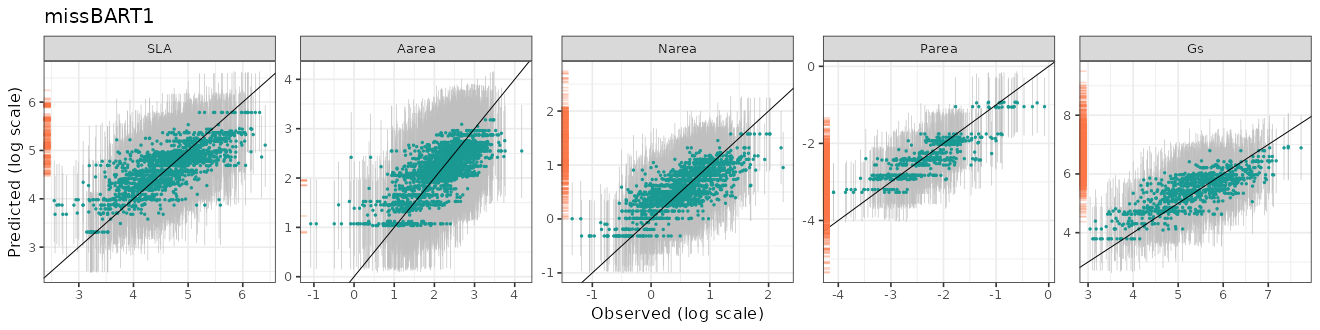 missBART1
SLA Aarea Narea Parea Gs
Predicted (log scale)
6
5
4
3
4
3
2
1
0
2
1
0
-1
0
-2
-4
8
6
4
3 4 5 6
-1 0 1 2 3 4
-1 0 1 2
-4 -3 -2 -1 0
3 4 5 6 7
Observed (log scale)